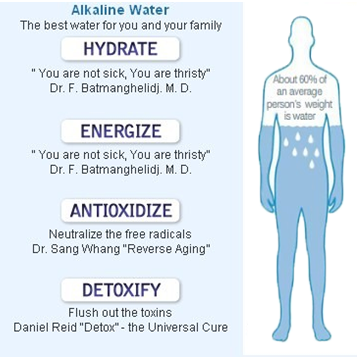 Alkaline Water
The best water for you and your family
HYDRATE
" You are not sick, You are thristy"
Dr. F. Batmanghelidj. M. D.
ENERGIZE
" You are not sick, You are thristy"
Dr. F. Batmanghelidj. M. D.
ANTIOXIDIZE
Neutralize the free radicals
Dr. Sang Whang "Reverse Aging"
DETOXIFY
Flush out the toxins
Daniel Reid "Detox" - the Universal Cure
About 60% of
an average
person's weight
is water